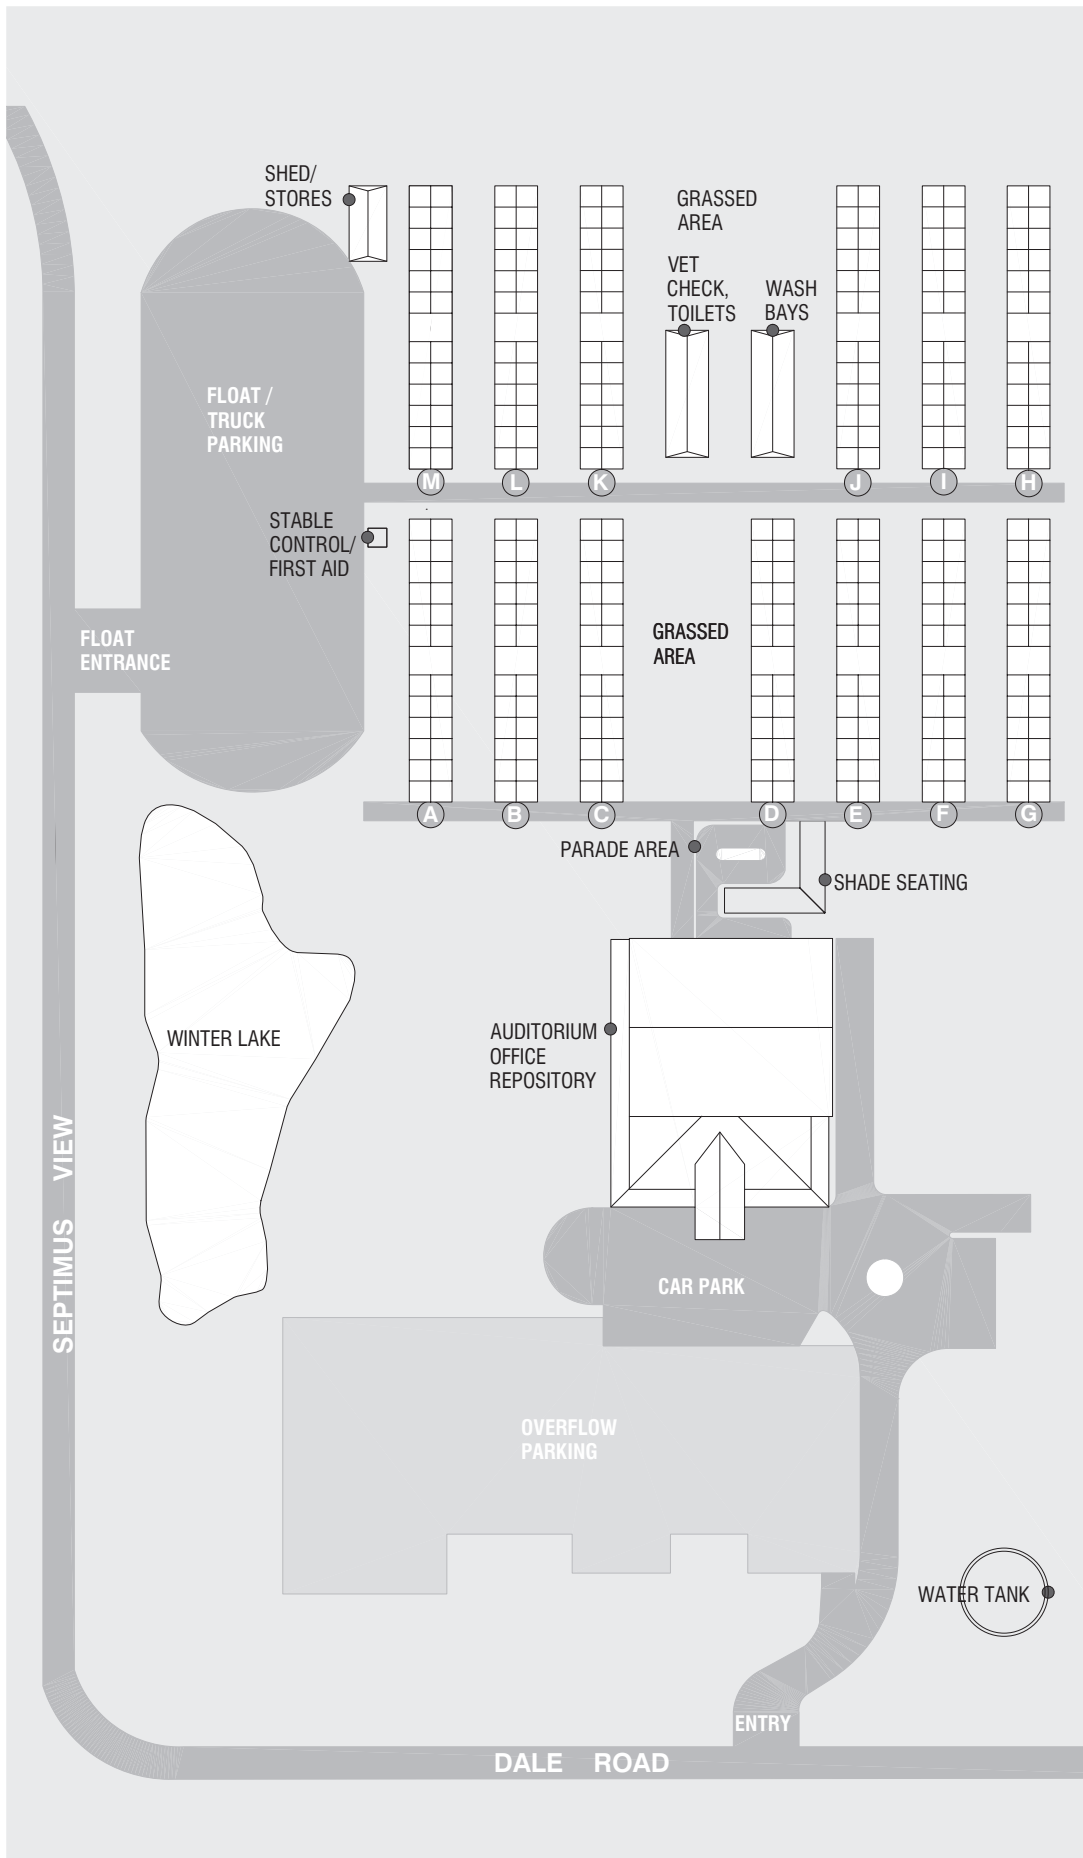 SHED/
STORES
GRASSED
AREA
VET
CHECK,
TOILETS
WASH
BAYS
FLOAT /
TRUCK
PARKING
M
L
K
J
I
H
STABLE
CONTROL/
FIRST AID
FLOAT
ENTRANCE
GRASSED
AREA
A
B
C
D
E
F
G
PARADE AREA
SHADE SEATING
WINTER LAKE
AUDITORIUM
OFFICE
REPOSITORY
SEPTIMUS VIEW
CAR PARK
OVERFLOW
PARKING
WATER TANK
ENTRY
DALE ROAD